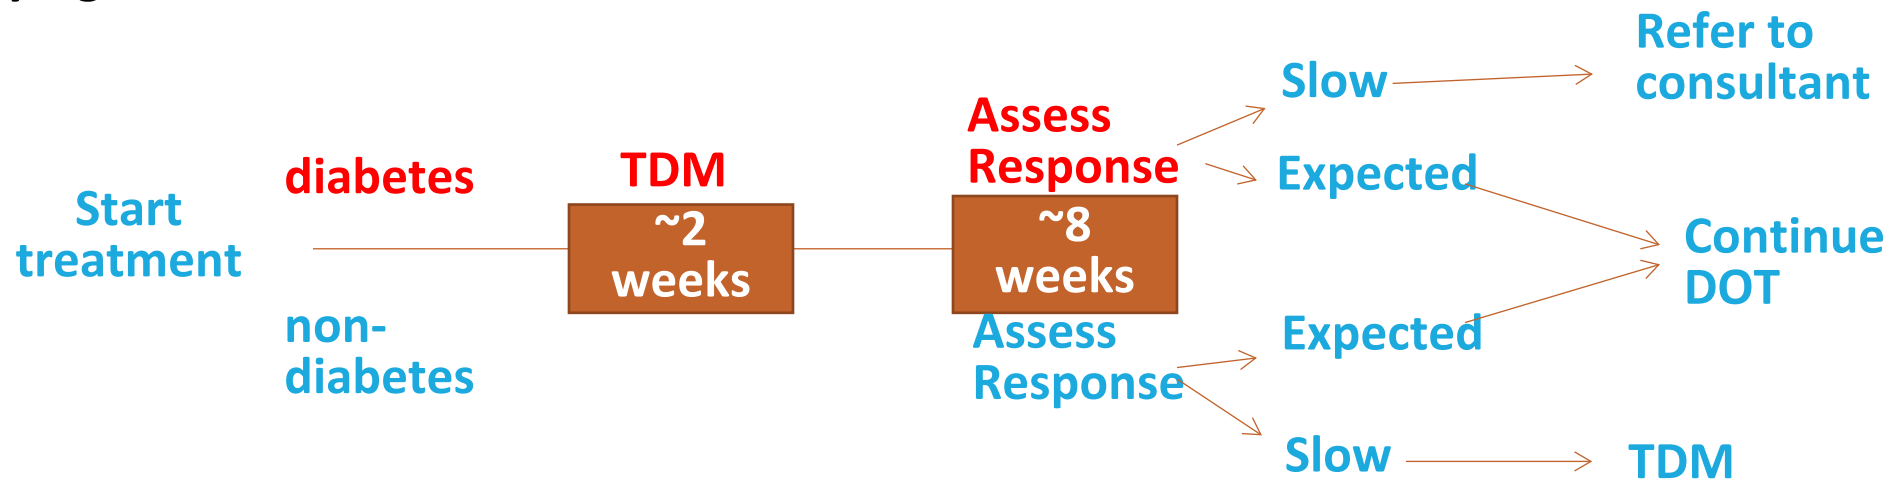 Start
treatment
diabetes
non-
diabetes
TDM
~2
weeks
Assess
Response
~8
weeks
Assess
Response
Slow
Expected
Expected
Slow
Refer to
consultant
Continue
DOT
TDM